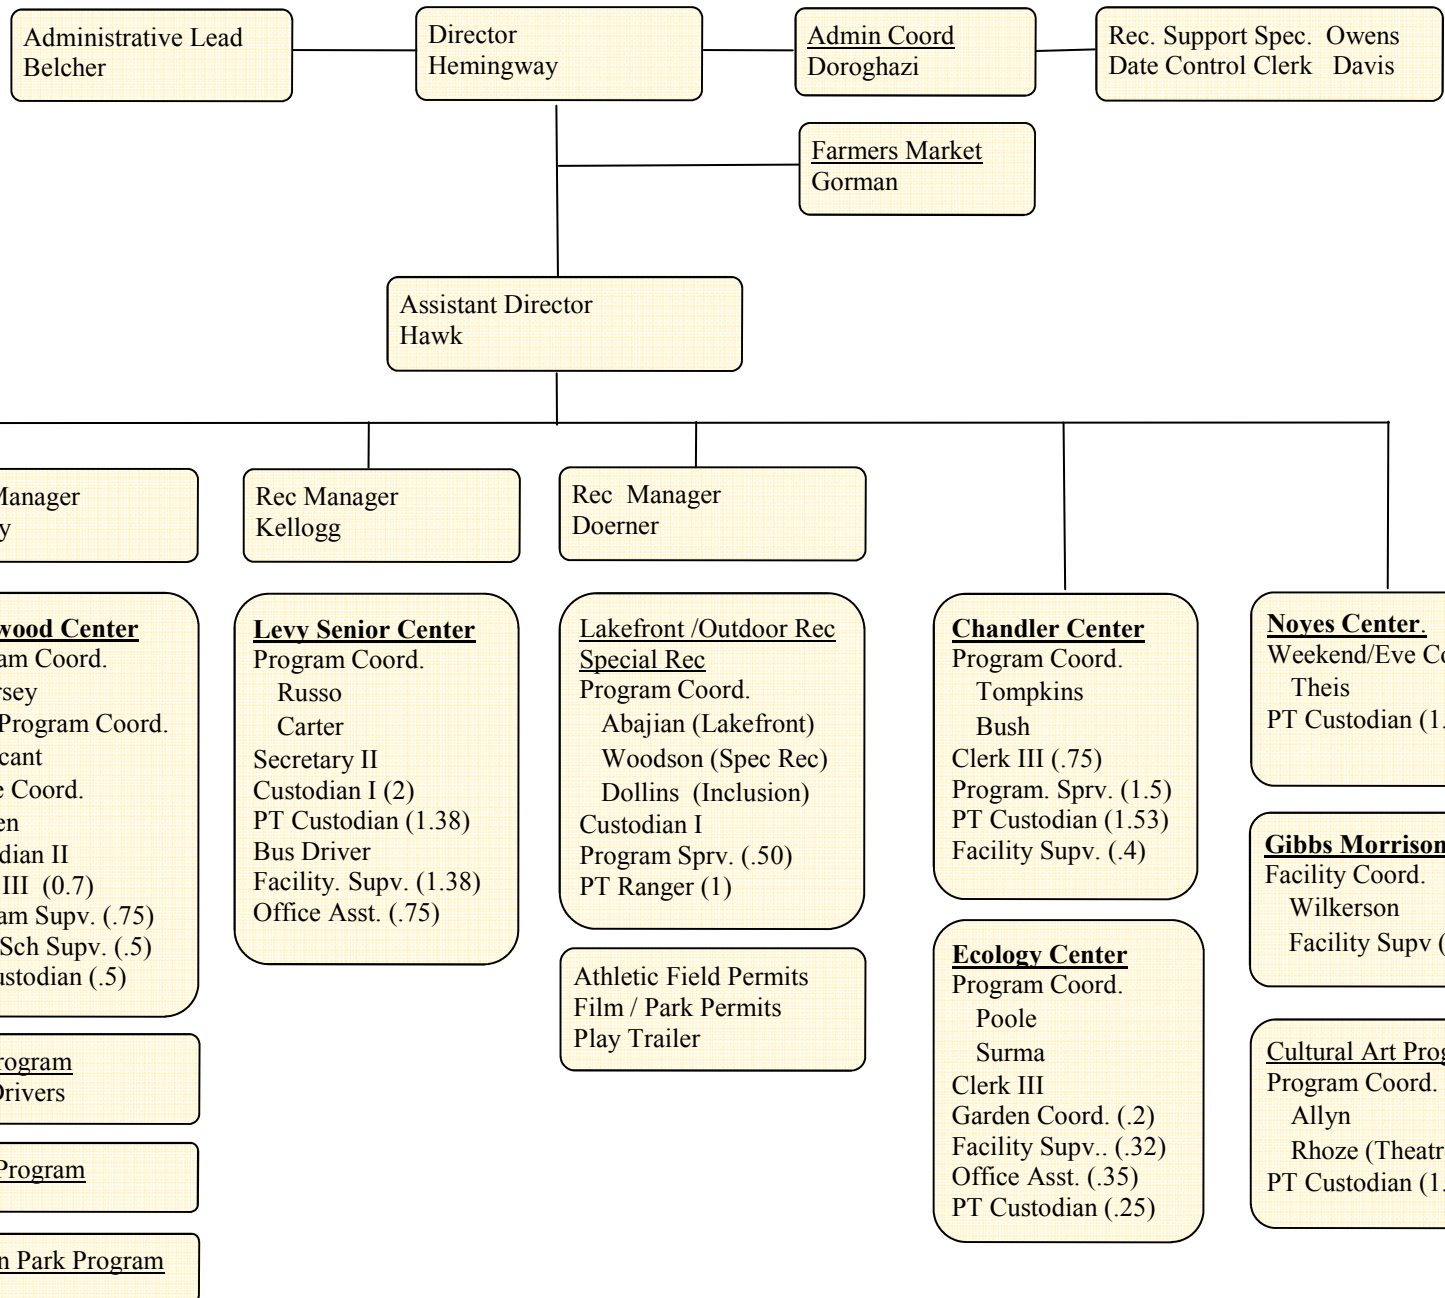 Administrative Lead
Belcher
Director
Hemingway
Admin Coord
Doroghazi
Rec. Support Spec. Owens
Date Control Clerk Davis
Farmers Market
Gorman
Assistant Director
Hawk
Manager
y
Rec Manager
Kellogg
Rec Manager
Doerner
wood Center
am Coord.
rsey
Program Coord.
cant
e Coord.
en
dian II
III (0.7)
am Supv. (.75)
Sch Supv. (.5)
ustodian (.5)
rogram
Drivers
Program
n Park Program
Levy Senior Center
Program Coord.
Russo
Carter
Secretary II
Custodian I (2)
PT Custodian (1.38)
Bus Driver
Facility. Supv. (1.38)
Office Asst. (.75)
Lakefront /Outdoor Rec
Special Rec
Program Coord.
Abajian (Lakefront)
Woodson (Spec Rec)
Dollins (Inclusion)
Custodian I
Program Sprv. (.50)
PT Ranger (1)
Athletic Field Permits
Film / Park Permits
Play Trailer
Chandler Center
Program Coord.
Tompkins
Bush
Clerk III (.75)
Program. Sprv. (1.5)
PT Custodian (1.53)
Facility Supv. (.4)
Ecology Center
Program Coord.
Poole
Surma
Clerk III
Garden Coord. (.2)
Facility Supv.. (.32)
Office Asst. (.35)
PT Custodian (.25)
Noyes Center.
Weekend/Eve Co
Theis
PT Custodian (1.
Gibbs Morrison
Facility Coord.
Wilkerson
Facility Supv (
Cultural Art Prog
Program Coord.
Allyn
Rhoze (Theatr
PT Custodian (1.